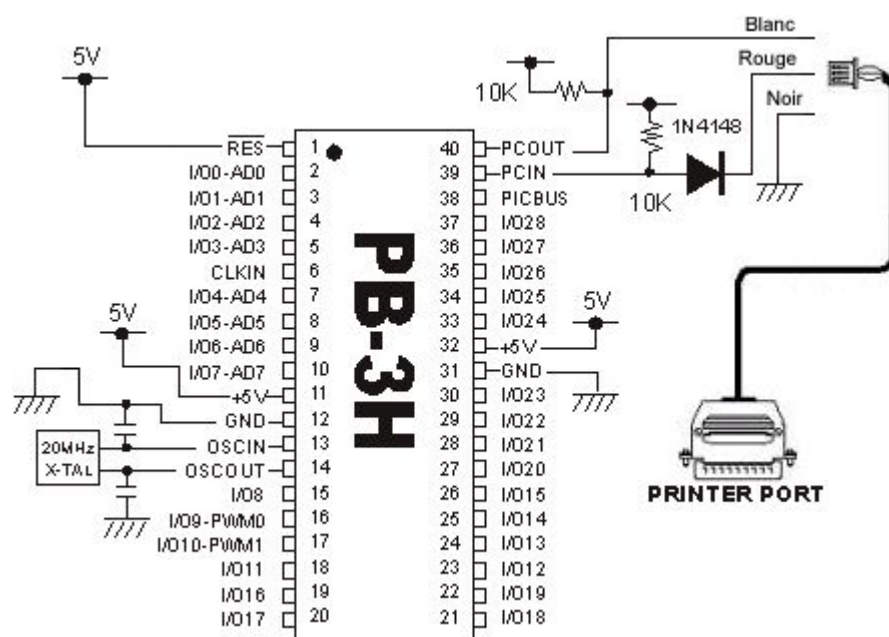 Blanc
5V
Rouge
10K
Noir
1N4148
RES 1 40 PCOUT
I/O0-AD0 2 39 PCIN
10K
I/O1-AD1 3 38 PICBUS
I/O2-AD2 4 37 I/O28
I/O3-AD3 5 36 I/O27
CLKIN 6 35 I/O26
I/O4-AD4 7 34 I/O25
5V
I/O5-AD5 8 33 I/O24
5V
I/O6-AD6 9 32 +5V
I/O7-AD7 10 31 GND
+5V 11 30 I/O23
GND 12 29 I/O22
20MHz
OSCIN 13 28 I/O21
X-TAL
OSCOUT 14 27 I/O20
I/O8 15 26 I/O15
PRINTER PORT
I/O9-PWM0 16 25 I/O14
I/O10-PWM1 17 24 I/O13
I/O11 18 23 I/O12
I/O16 19 22 I/O19
I/O17 20 21 I/O18
PB-3H